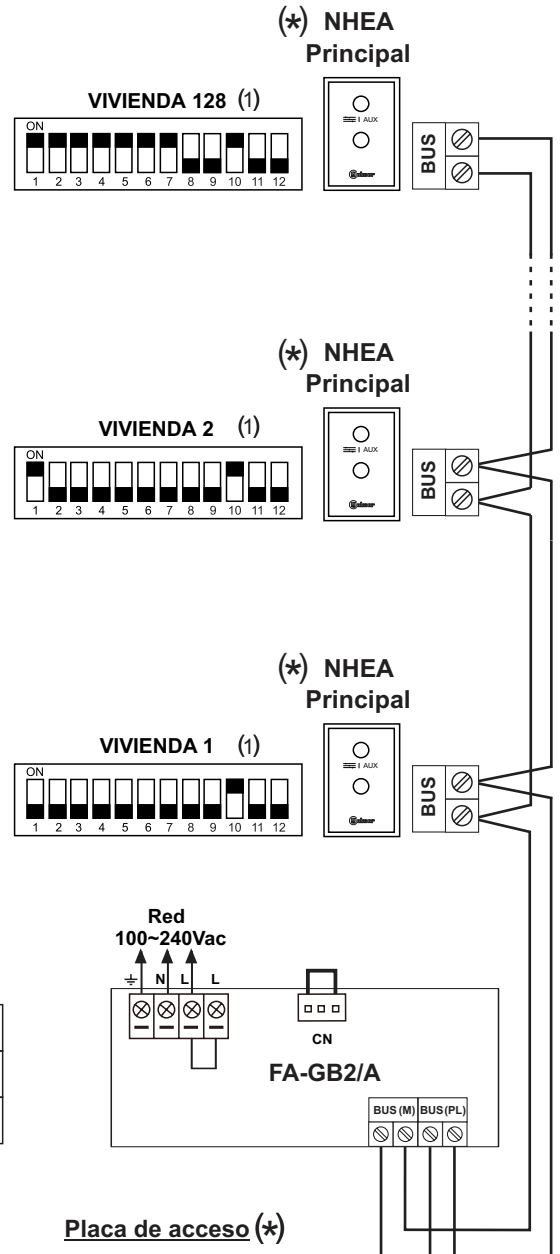 (*) NHEA
Principal
VIVIENDA 128 (1)
ON
1 2 3 4 5 6 7 8 9 10 11 12
AUX
Golmar
BUS
(*) NHEA
Principal
VIVIENDA 2 (1)
ON
1 2 3 4 5 6 7 8 9 10 11 12
AUX
Golmar
BUS
(*) NHEA
Principal
VIVIENDA 1 (1)
ON
1 2 3 4 5 6 7 8 9 10 11 12
AUX
Golmar
BUS
Red
100~240Vac
N L L
CN
FA-GB2/A
BUS (M) BUS (PL)
Placa de acceso (*)